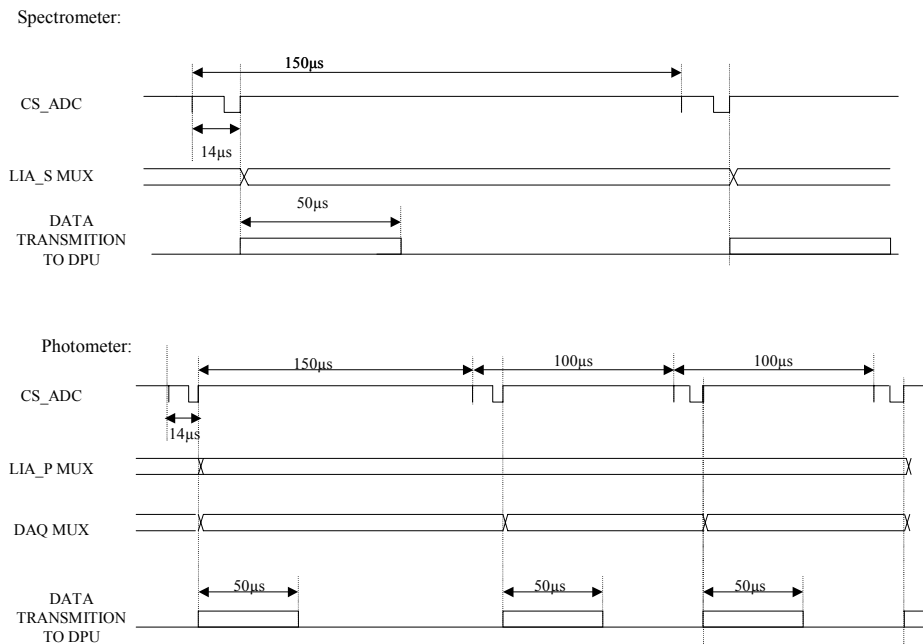 Spectrometer:
150µs
CS_ADC
14µs
LIA_S MUX
50µs
DATA
TRANSMITION
TO DPU
Photometer:
150µs
100µs
100µs
CS_ADC
14µs
LIA_P MUX
DAQ MUX
50µs
50µs
50µs
DATA
TRANSMITION
TO DPU